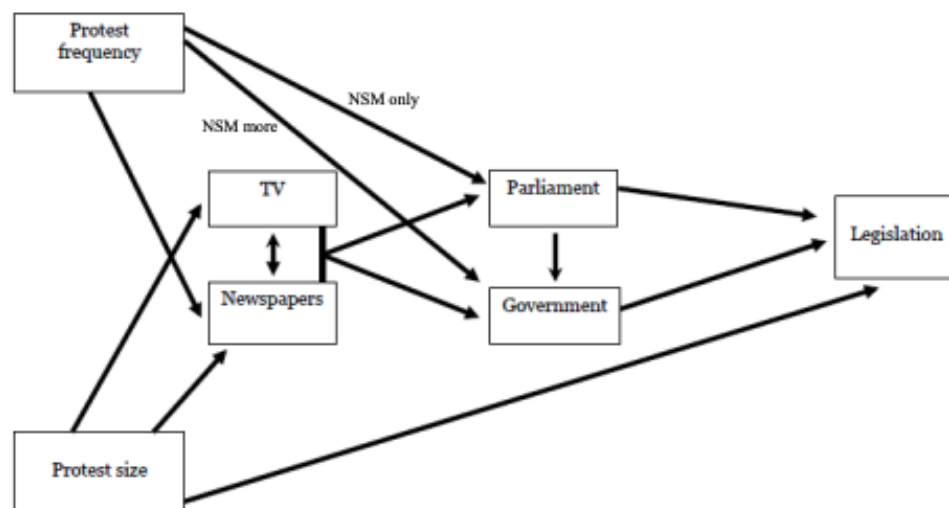 Protest
frequency
NSM only
NSM more
TV
Parliament
Legislation
Newspapers
Government
Protest size